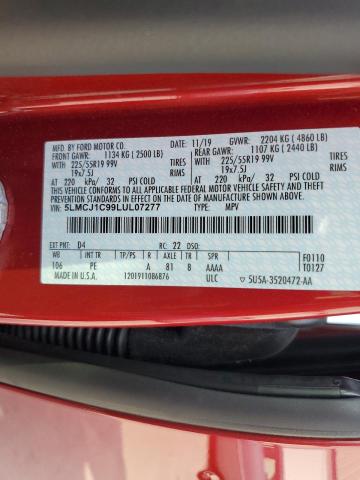 MFD. BY FORD MOTOR CO. 11/19 GVWR: 2204 KG (4860 LB)
FRONT GAWR: 1134 KG (2500 LB) REAR GAWR: 1107 KG (2440 LB)
WITH 225/55R19 99V TIRES WITH 225/55R19 99V TIRES
19x7.5J RIMS 19x7.5J RIMS
AT 220 kPa/ 32 PSI COLD AT 220 kPa/ 32 PSI COLD
THIS VEHICLE CONFORMS TO ALL APPLICABLE FEDERAL MOTOR VEHICLE SAFETY AND
BUMPER STANDARDS IN EFFECT ON THE DATE OF MANUFACTURE SHOWN ABOVE.
VIN: 5LMCJ1C99LUL07277 TYPE: MPV
EXT PNT: D4 RC: 22 DSO: F0110
WB INT TR TP/PS R AXLE TR SPR T0127
106 PE A 81 8 AAAA
MADE IN U.S.A. 1201911086876 ULC 5U5A-3520472-AA